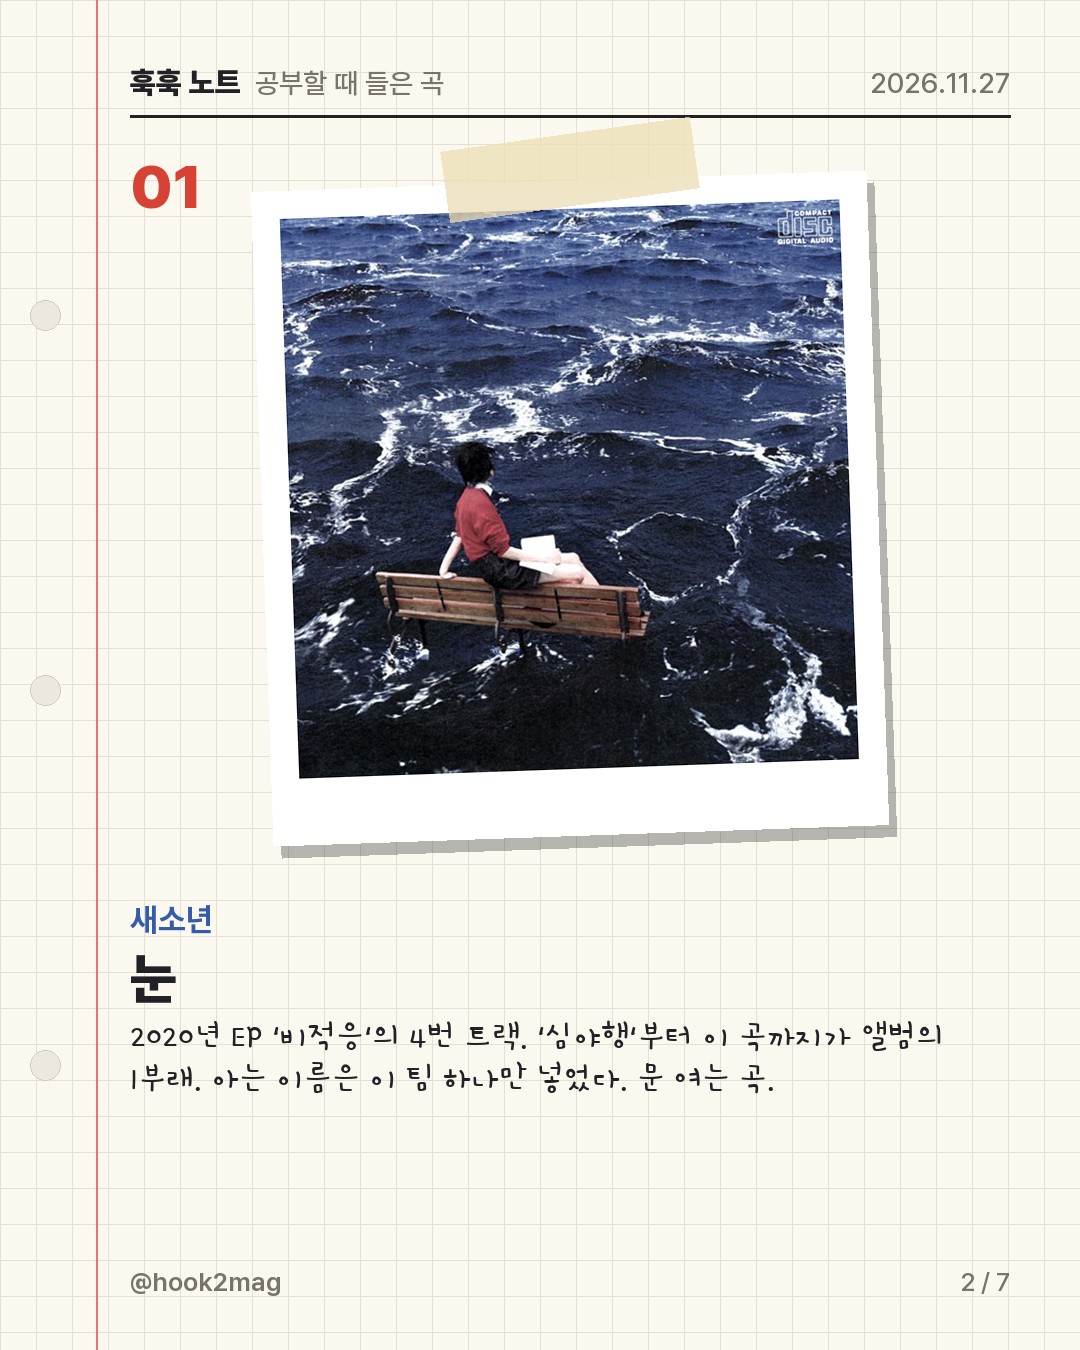 훅훅 노트 공부할 때 들은 곡 2026.11.27
01
COMPACT
disc
DIGITAL AUDIO
새소년
눈
2020년 EP '비적응'의 4번 트랙. '심야행'부터 이 곡까지가 앨범의
1부래. 아는 이름은 이 팀 하나만 넣었다. 문 여는 곡.
@hook2mag 2 / 7